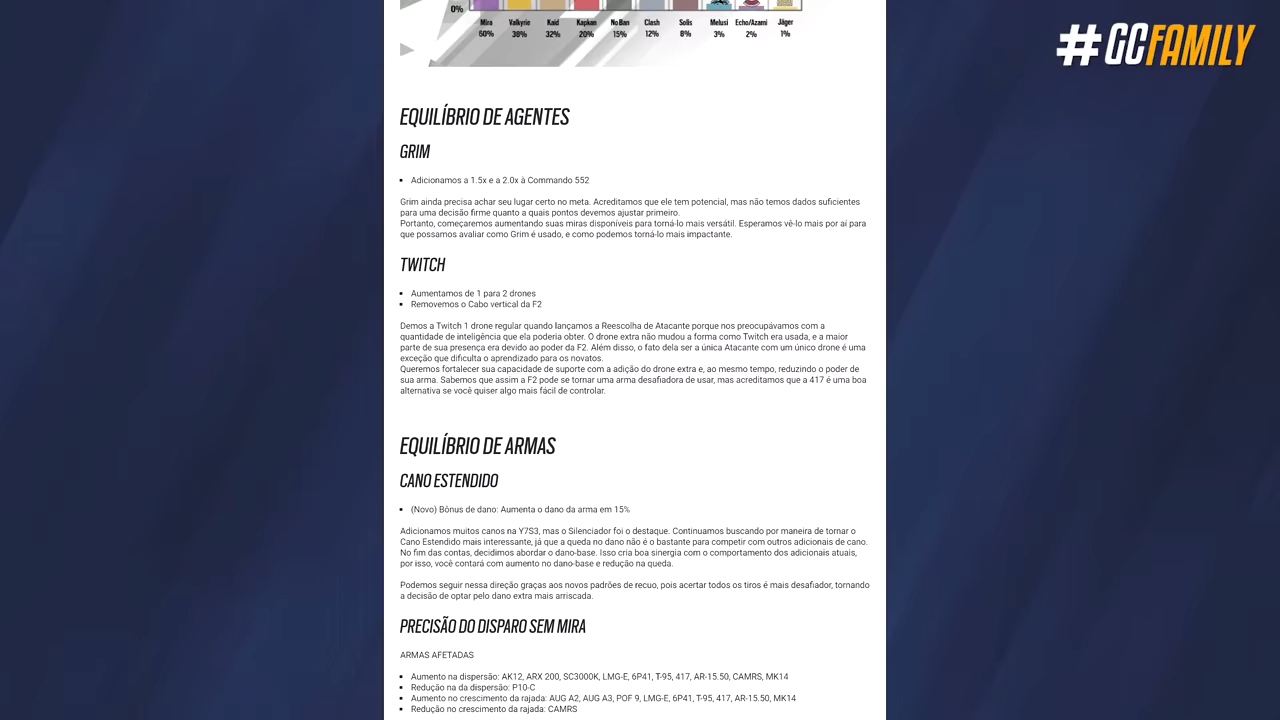 #GCFAMILY
0%
Mira Valkyrie Kaid Kapkan No Ban Clash Solis Melusi Echo/Azami Jäger
60% 38% 32% 20% 15% 12% 8% 3% 2% 1%
EQUILÍBRIO DE AGENTES
GRIM
▪ Adicionamos a 1.5x e a 2.0x à Commando 552
Grim ainda precisa achar seu lugar certo no meta. Acreditamos que ele tem potencial, mas não temos dados suficientes
para uma decisão firme quanto a quais pontos devemos ajustar primeiro.
Portanto, começaremos aumentando suas miras disponíveis para torná-lo mais versátil. Esperamos vê-lo mais por aí para
que possamos avaliar como Grim é usado, e como podemos torná-lo mais impactante.
TWITCH
▪ Aumentamos de 1 para 2 drones
▪ Removemos o Cabo vertical da F2
Demos a Twitch 1 drone regular quando lançamos a Reescolha de Atacante porque nos preocupávamos com a
quantidade de inteligência que ela poderia obter. O drone extra não mudou a forma como Twitch era usada, e a maior
parte de sua presença era devido ao poder da F2. Além disso, o fato dela ser a única Atacante com um único drone é uma
exceção que dificulta o aprendizado para os novatos.
Queremos fortalecer sua capacidade de suporte com a adição do drone extra e, ao mesmo tempo, reduzindo o poder de
sua arma. Sabemos que assim a F2 pode se tornar uma arma desafiadora de usar, mas acreditamos que a 417 é uma boa
alternativa se você quiser algo mais fácil de controlar.
EQUILÍBRIO DE ARMAS
CANO ESTENDIDO
▪ (Novo) Bônus de dano: Aumenta o dano da arma em 15%
Adicionamos muitos canos na Y7S3, mas o Silenciador foi o destaque. Continuamos buscando por maneira de tornar o
Cano Estendido mais interessante, já que a queda no dano não é o bastante para competir com outros adicionais de cano.
No fim das contas, decidimos abordar o dano-base. Isso cria boa sinergia com o comportamento dos adicionais atuais,
por isso, você contará com aumento no dano-base e redução na queda.
Podemos seguir nessa direção graças aos novos padrões de recuo, pois acertar todos os tiros é mais desafiador, tornando
a decisão de optar pelo dano extra mais arriscada.
PRECISÃO DO DISPARO SEM MIRA
ARMAS AFETADAS
▪ Aumento na dispersão: AK12, ARX 200, SC3000K, LMG-E, 6P41, T-95, 417, AR-15.50, CAMRS, MK14
▪ Redução na da dispersão: P10-C
▪ Aumento no crescimento da rajada: AUG A2, AUG A3, POF 9, LMG-E, 6P41, T-95, 417, AR-15.50, MK14
▪ Redução no crescimento da rajada: CAMRS